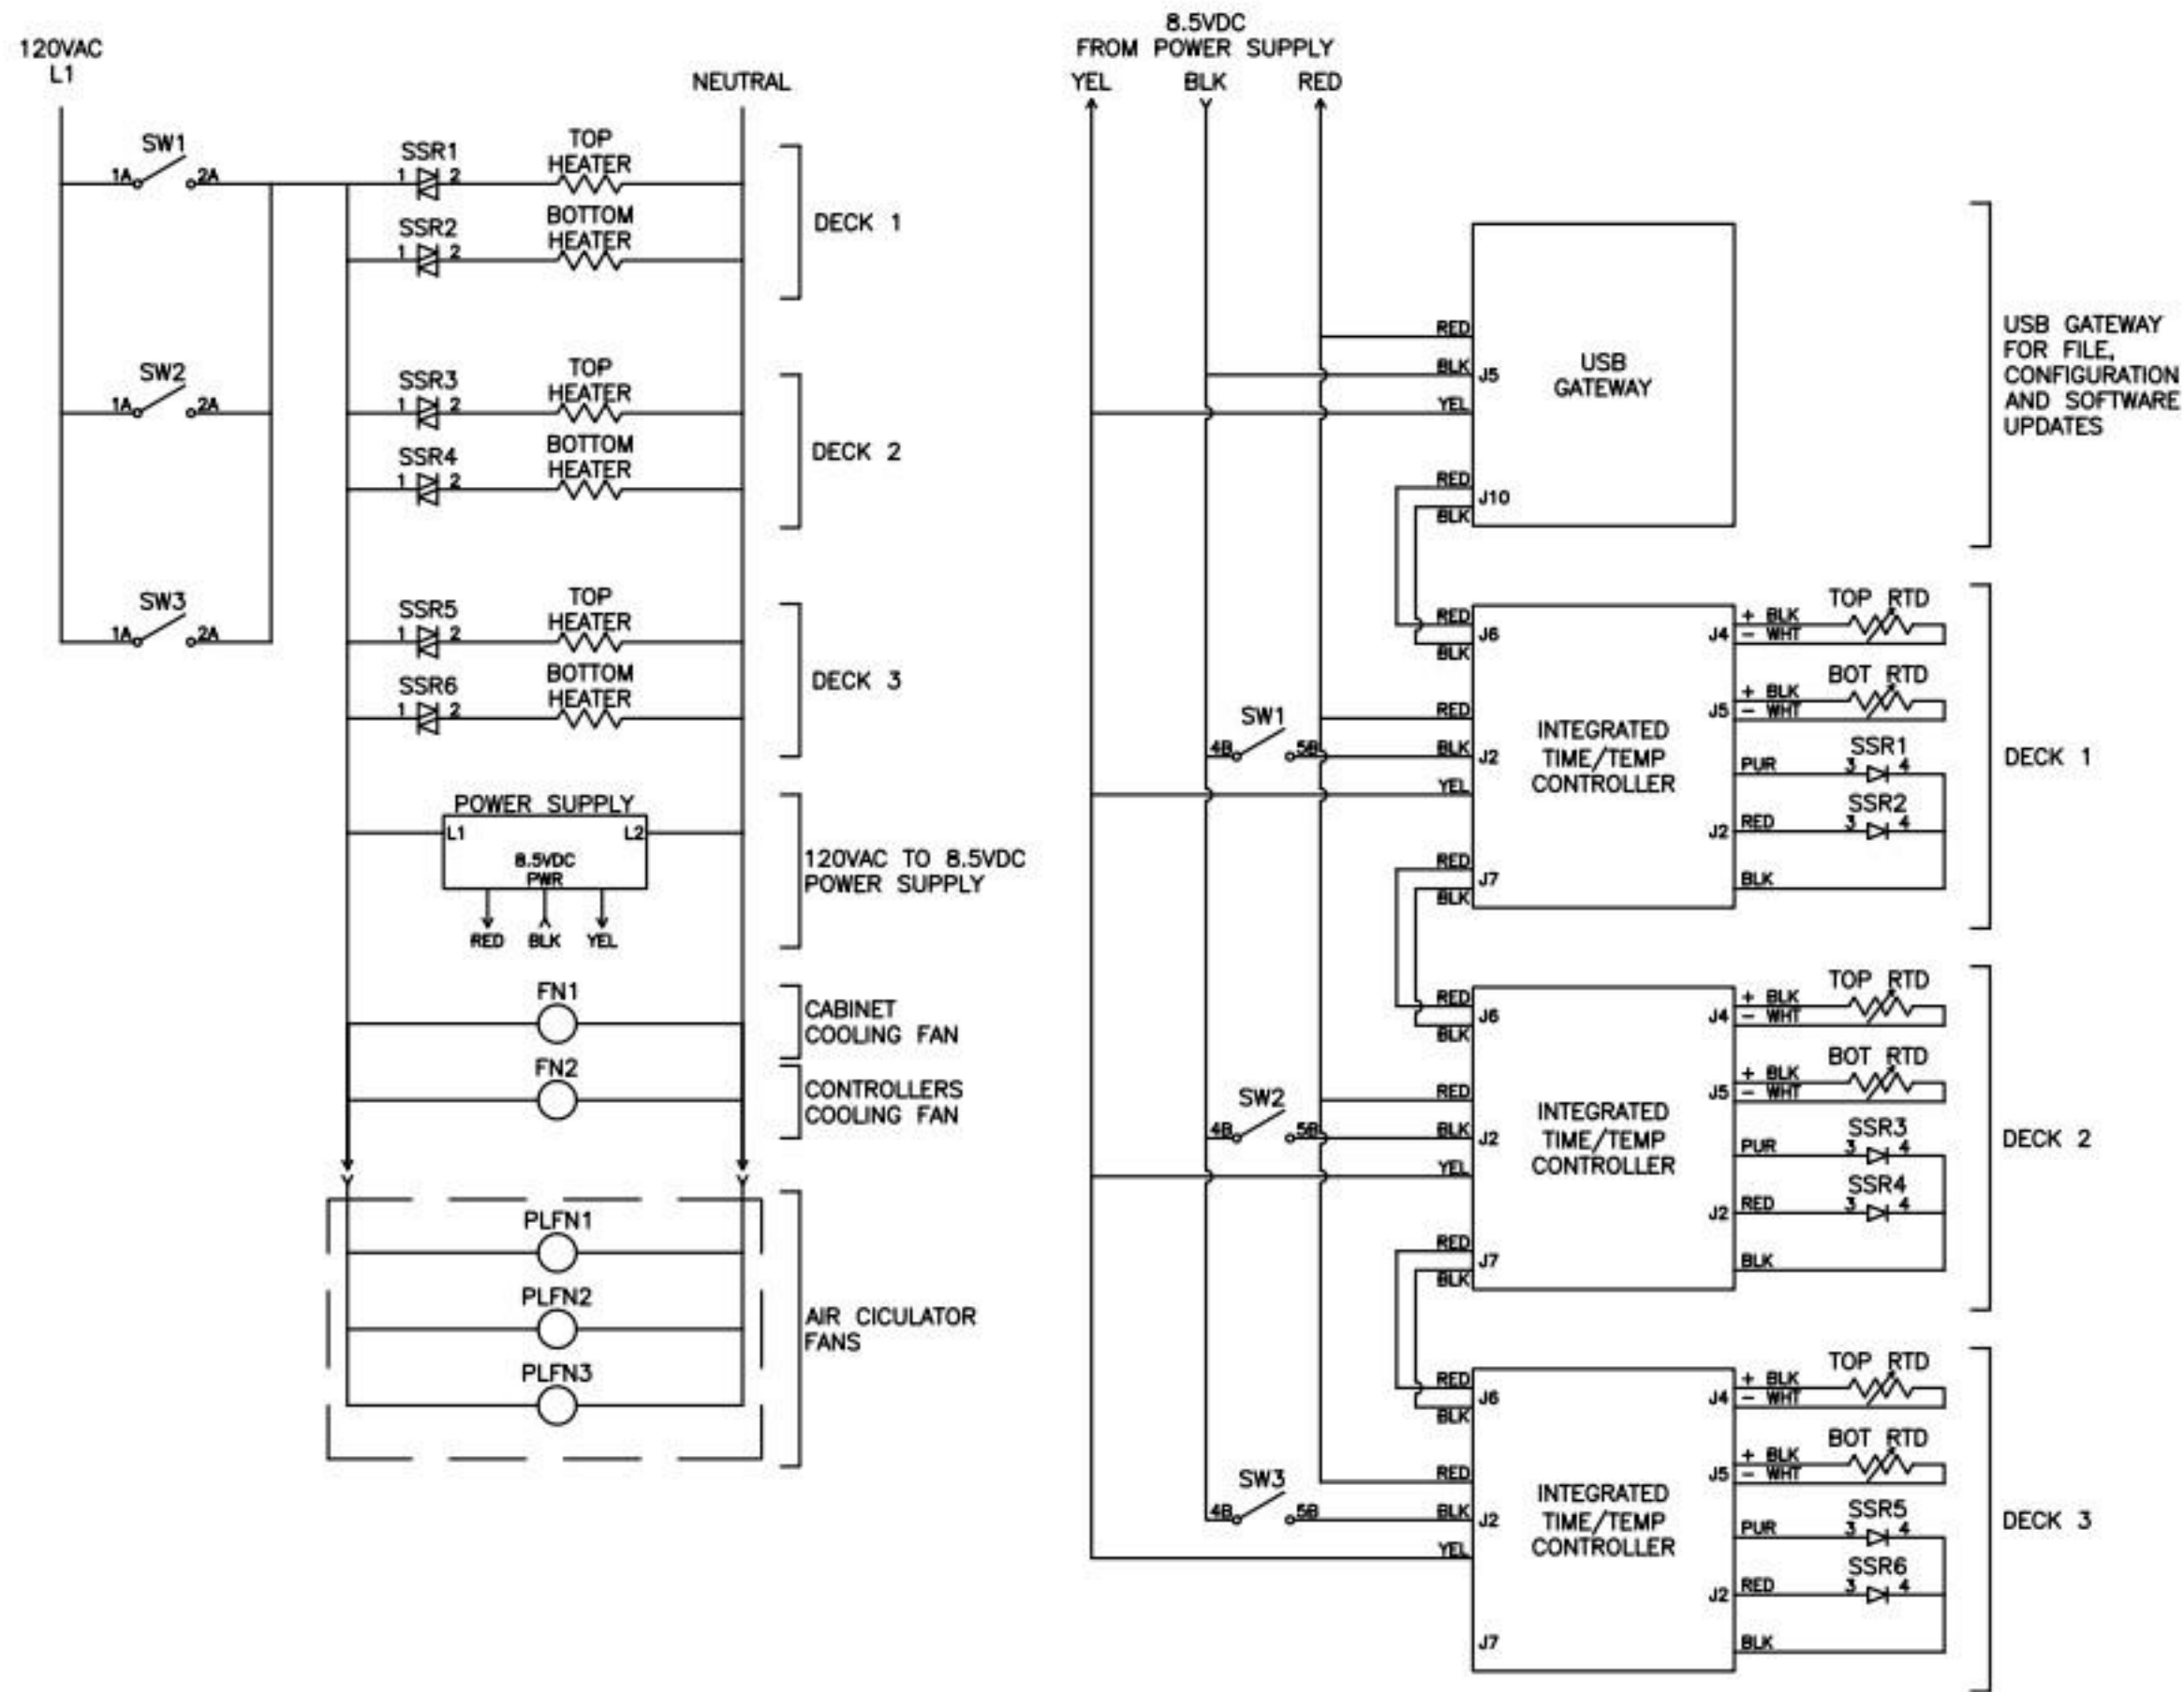 120VAC
L1
NEUTRAL
SW1
1A 2A
SSR1
1 2
TOP
HEATER
SSR2
1 2
BOTTOM
HEATER
DECK 1
SW2
1A 2A
SSR3
1 2
TOP
HEATER
SSR4
1 2
BOTTOM
HEATER
DECK 2
SW3
1A 2A
SSR5
1 2
TOP
HEATER
SSR6
1 2
BOTTOM
HEATER
DECK 3
POWER SUPPLY
L1 L2
8.5VDC
PWR
RED BLK YEL
120VAC TO 8.5VDC
POWER SUPPLY
FN1
CABINET
COOLING FAN
FN2
CONTROLLERS
COOLING FAN
PLFN1
PLFN2
PLFN3
AIR CICULATOR
FANS
8.5VDC
FROM POWER SUPPLY
YEL BLK RED
RED
BLK J5
YEL
USB
GATEWAY
RED
J10
BLK
USB GATEWAY
FOR FILE,
CONFIGURATION
AND SOFTWARE
UPDATES
RED
J6
BLK
SW1
4B 5B
RED
BLK J2
YEL
RED
J7
BLK
INTEGRATED
TIME/TEMP
CONTROLLER
TOP RTD
+ BLK
J4 - WHT
BOT RTD
+ BLK
J5 - WHT
SSR1
PUR 3 4
SSR2
J2 RED 3 4
BLK
DECK 1
RED
J6
BLK
SW2
4B 5B
RED
BLK J2
YEL
RED
J7
BLK
INTEGRATED
TIME/TEMP
CONTROLLER
TOP RTD
+ BLK
J4 - WHT
BOT RTD
+ BLK
J5 - WHT
SSR3
PUR 3 4
SSR4
J2 RED 3 4
BLK
DECK 2
RED
J6
BLK
SW3
4B 5B
RED
BLK J2
YEL
J7
INTEGRATED
TIME/TEMP
CONTROLLER
TOP RTD
+ BLK
J4 - WHT
BOT RTD
+ BLK
J5 - WHT
SSR5
PUR 3 4
SSR6
J2 RED 3 4
BLK
DECK 3